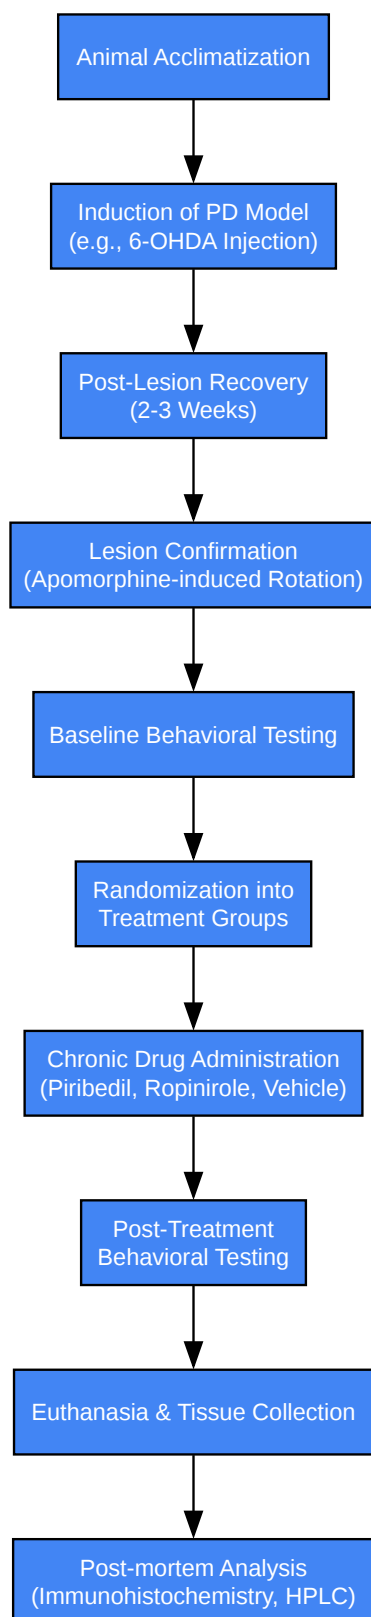 Animal Acclimatization
Induction of PD Model
(e.g., 6-OHDA Injection)
Post-Lesion Recovery
(2-3 Weeks)
Lesion Confirmation
(Apomorphine-induced Rotation)
Baseline Behavioral Testing
Randomization into
Treatment Groups
Chronic Drug Administration
(Piribedil, Ropinirole, Vehicle)
Post-Treatment
Behavioral Testing
Euthanasia & Tissue Collection
Post-mortem Analysis
(Immunohistochemistry, HPLC)